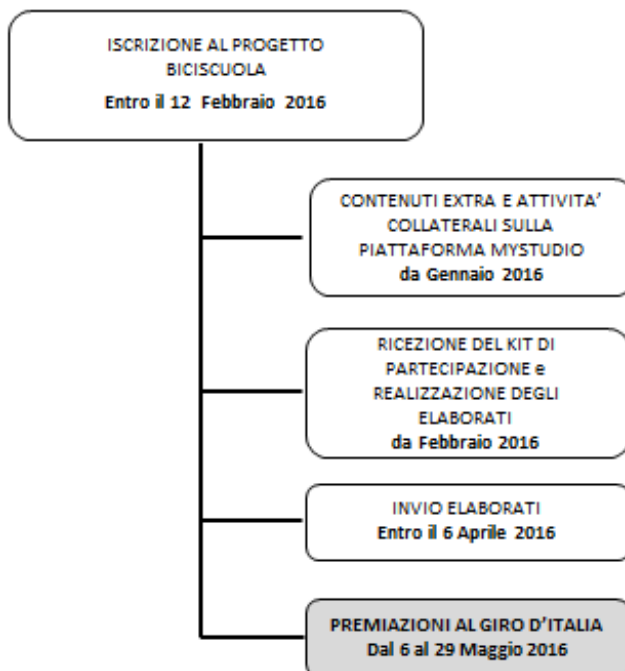 ISCRIZIONE AL PROGETTO
BICISCUOLA
Entro il 12 Febbraio 2016
CONTENUTI EXTRA E ATTIVITA’
COLLATERALI SULLA
PIATTAFORMA MYSTUDIO
da Gennaio 2016
RICEZIONE DEL KIT DI
PARTECIPAZIONE e
REALIZZAZIONE DEGLI
ELABORATI
da Febbraio 2016
INVIO ELABORATI
Entro il 6 Aprile 2016
PREMIAZIONI AL GIRO D’ITALIA
Dal 6 al 29 Maggio 2016